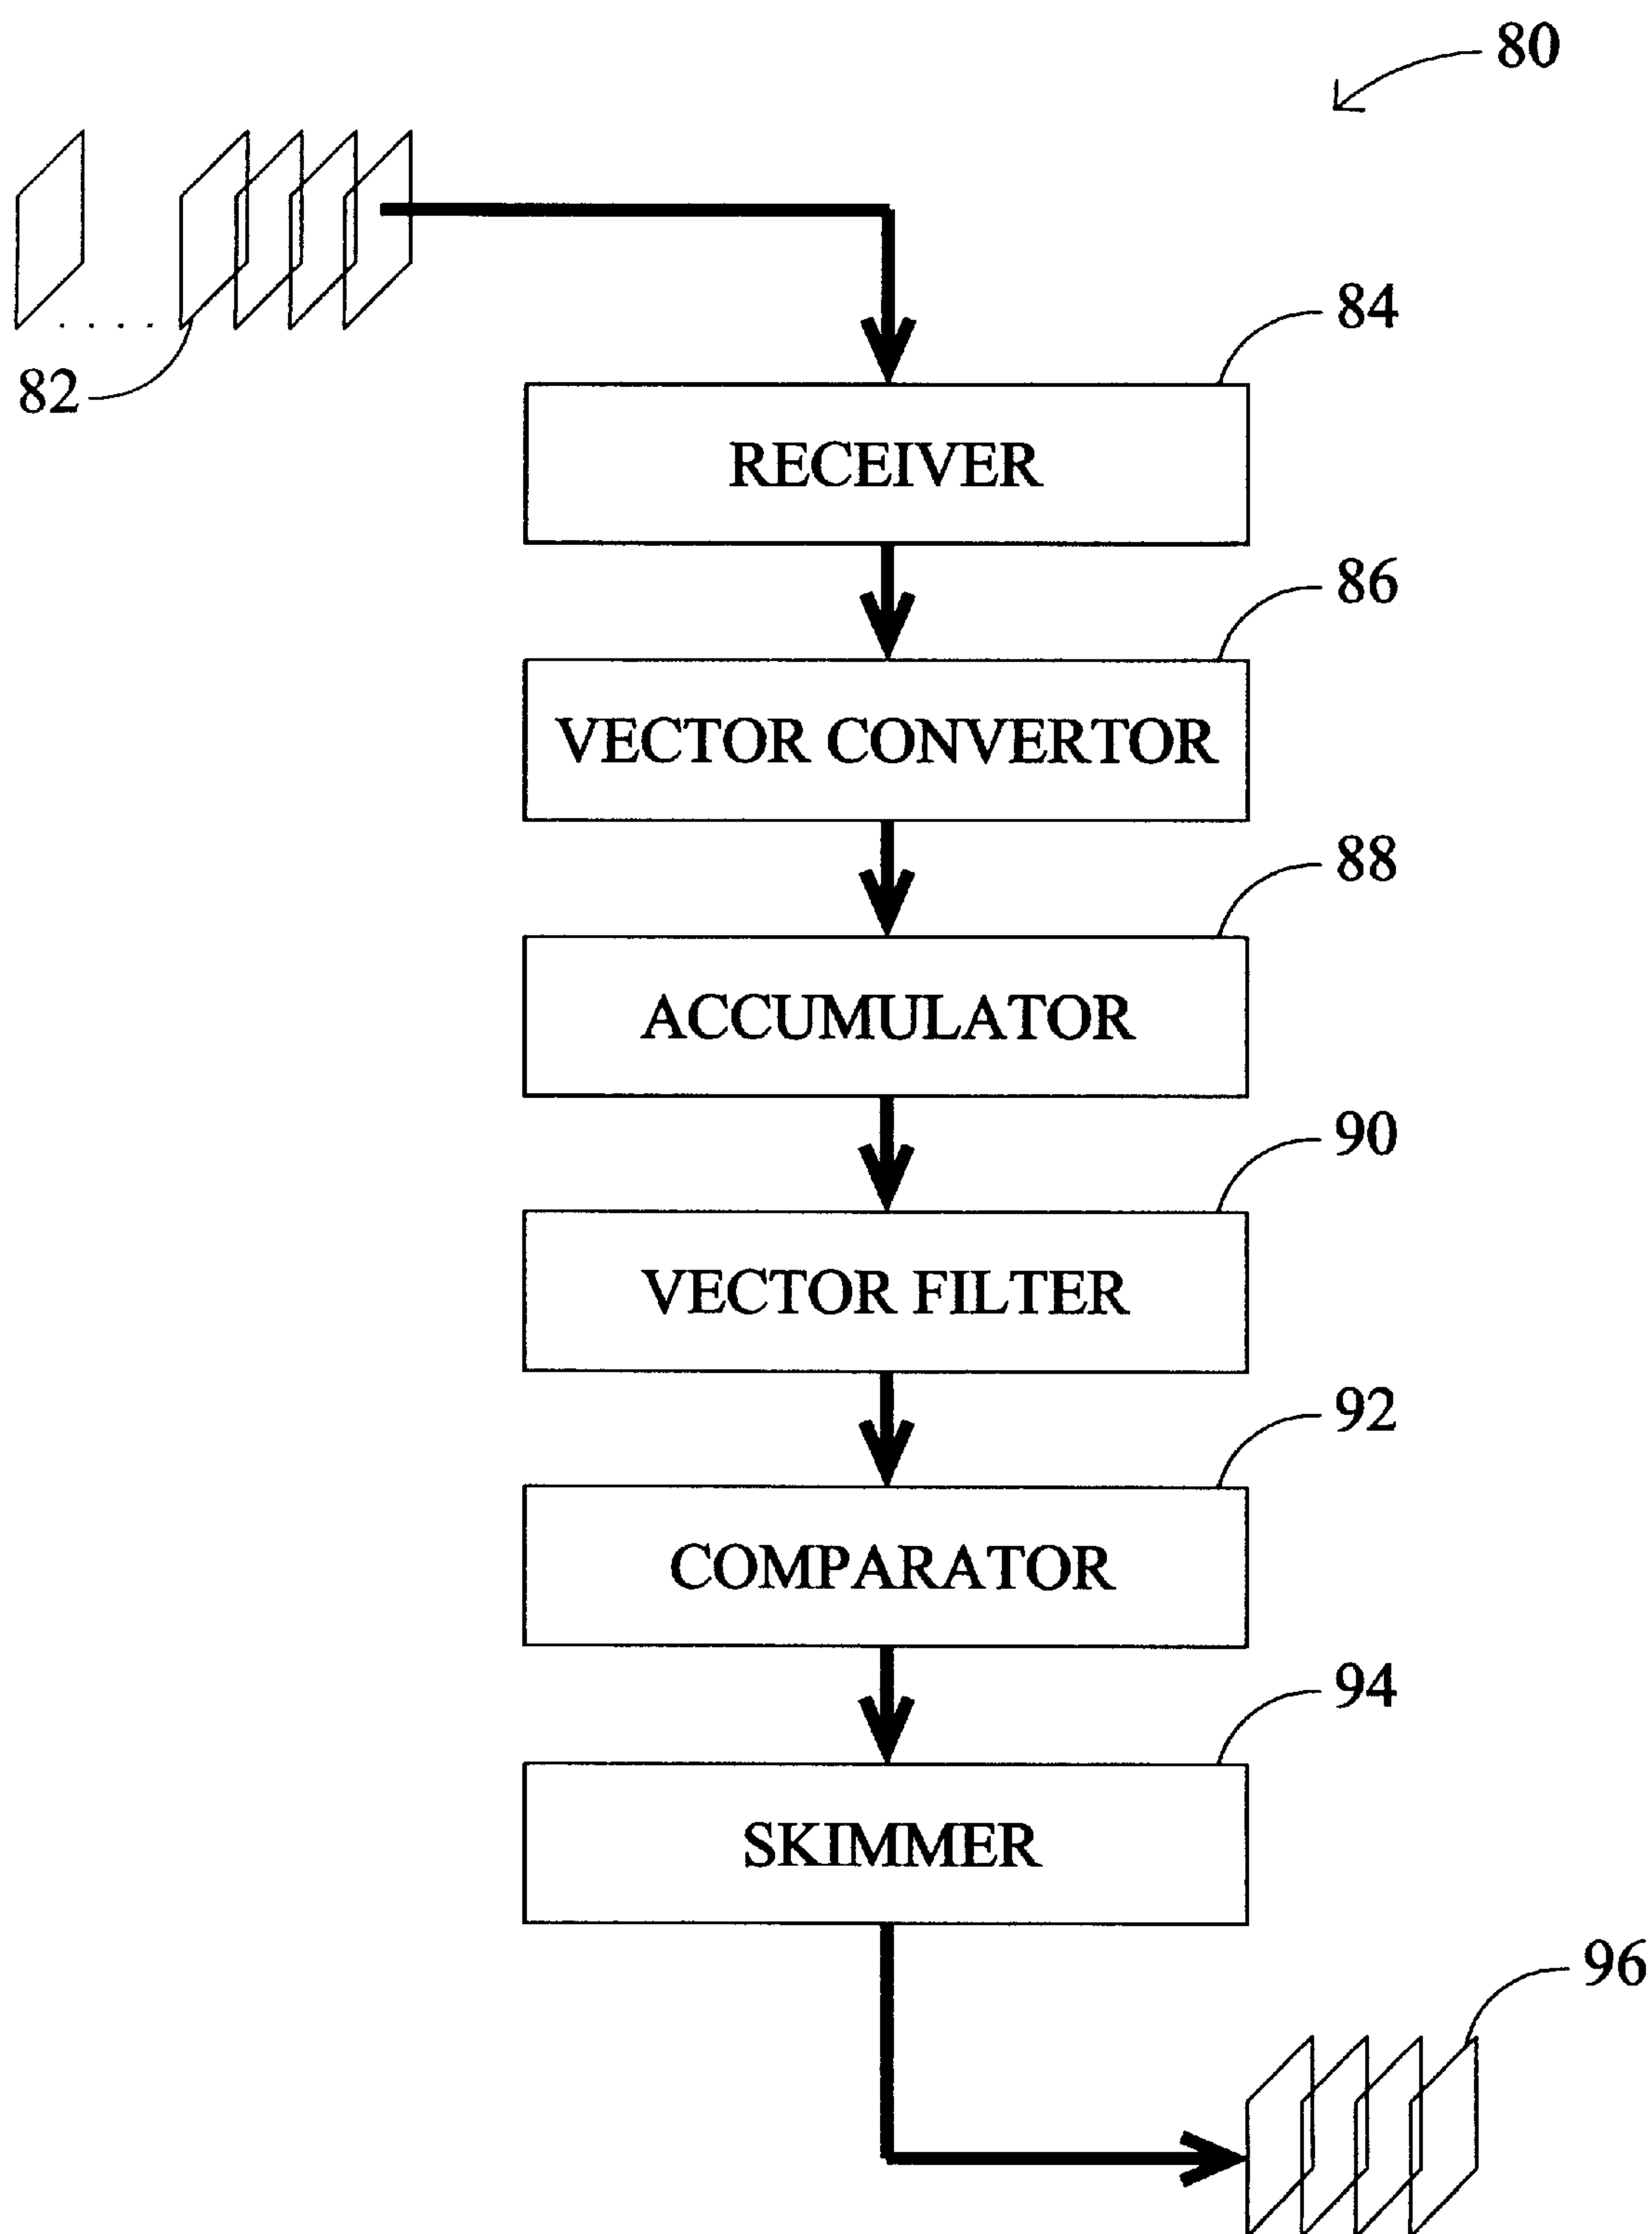 80
82
84
RECEIVER
86
VECTOR CONVERTOR
88
ACCUMULATOR
90
VECTOR FILTER
92
COMPARATOR
94
SKIMMER
96